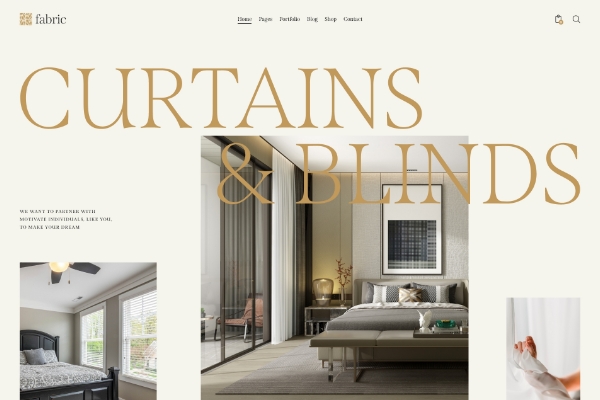 fabric
Home Pages Portfolio Blog Shop Contact
CURTAINS
& BLINDS
WE WANT TO PARTNER WITH
MOTIVATE INDIVIDUALS, LIKE YOU,
TO MAKE YOUR DREAM